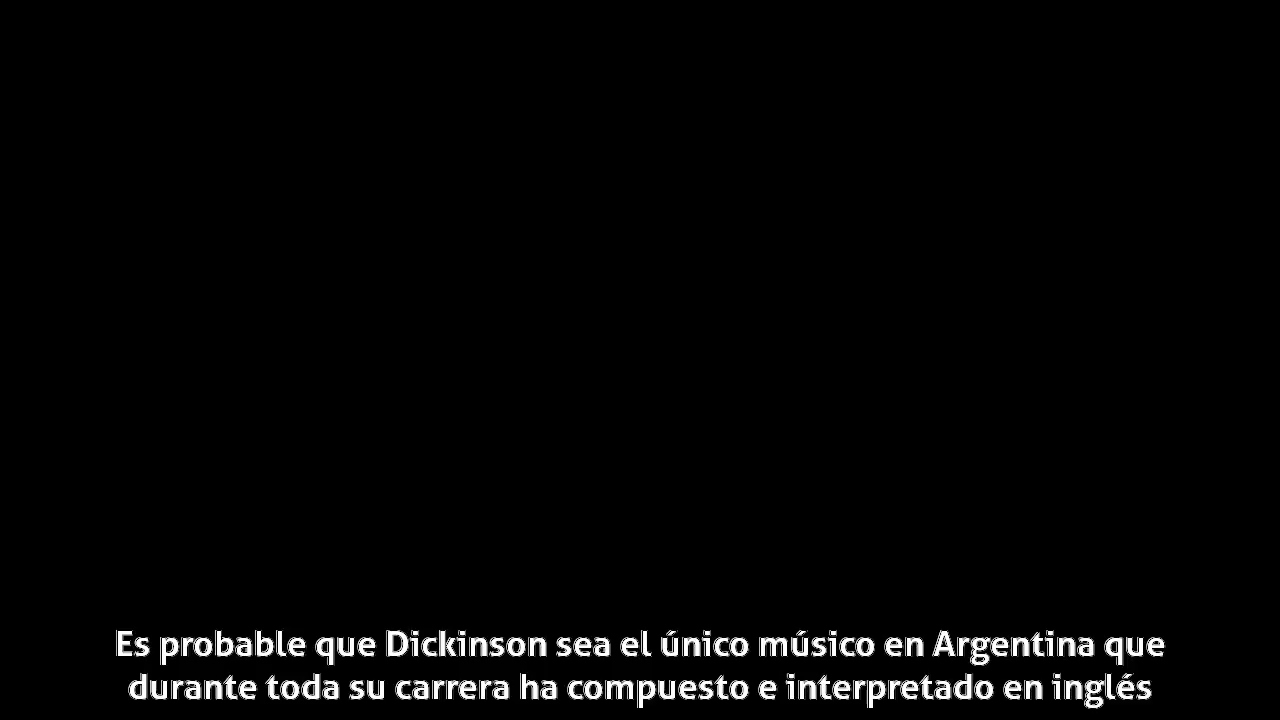 Es probable que Dickinson sea el único músico en Argentina que
durante toda su carrera ha compuesto e interpretado en inglés